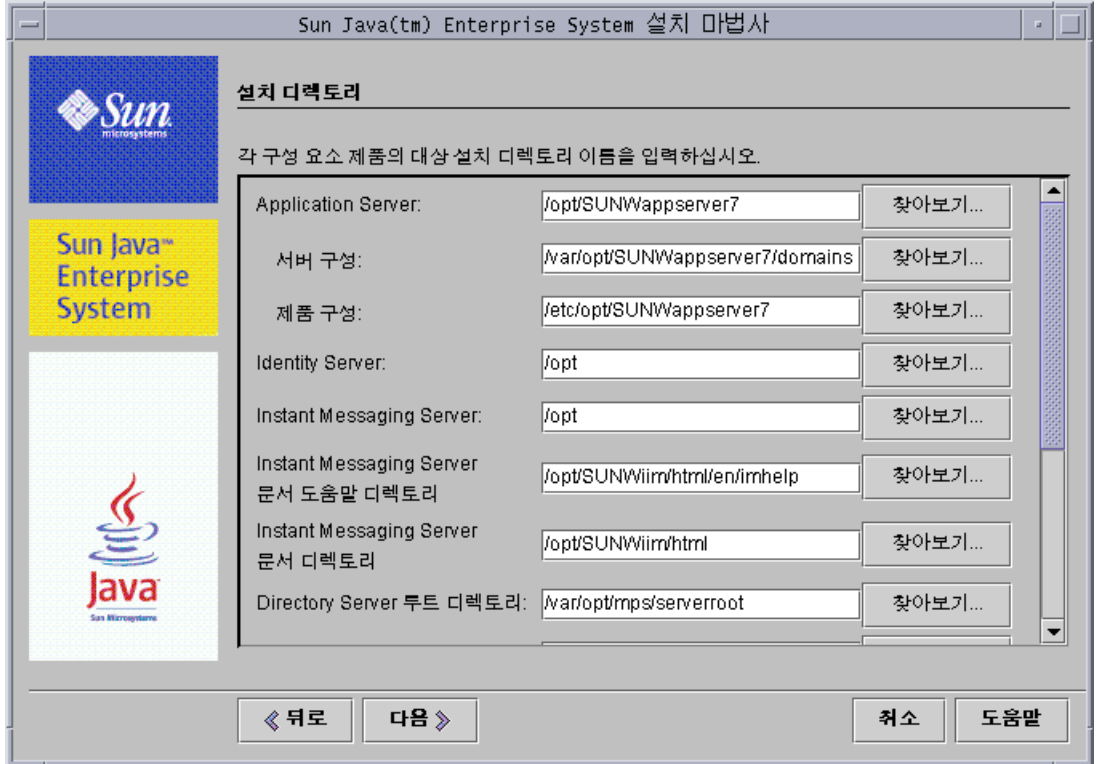 Sun Java(tm) Enterprise System 설치 마법사
Sun
microsystems
설치 디렉토리
각 구성 요소 제품의 대상 설치 디렉토리 이름을 입력하십시오.
Application Server: /opt/SUNWappserver7 찾아보기...
서버 구성: /var/opt/SUNWappserver7/domains 찾아보기...
제품 구성: /etc/opt/SUNWappserver7 찾아보기...
Identity Server: /opt 찾아보기...
Instant Messaging Server: /opt 찾아보기...
Instant Messaging Server
문서 도움말 디렉토리 /opt/SUNWiim/html/en/imhelp 찾아보기...
Instant Messaging Server
문서 디렉토리 /opt/SUNWiim/html 찾아보기...
Directory Server 루트 디렉토리: /var/opt/mps/serverroot 찾아보기...
Sun Java™
Enterprise
System
Java
Sun Microsystems
뒤로 다음 취소 도움말